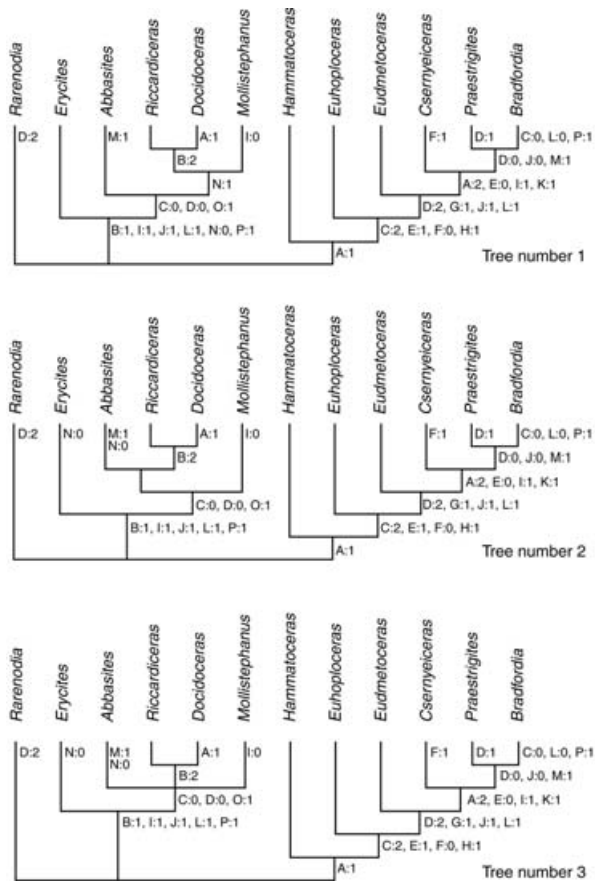 Rarenodia Erycites Abbasites Riccardiceras Docidoceras Mollistephanus Hammatoceras Euhoploceras Eudmetoceras Csernyeiceras Praestrigites Bradfordia
D:2 M:1 A:1 I:0 F:1 D:1 C:0, L:0, P:1
B:2 D:0, J:0, M:1
N:1 A:2, E:0, I:1, K:1
C:0, D:0, O:1 D:2, G:1, J:1, L:1
B:1, I:1, J:1, L:1, N:0, P:1 C:2, E:1, F:0, H:1
A:1 Tree number 1
Rarenodia Erycites Abbasites Riccardiceras Docidoceras Mollistephanus Hammatoceras Euhoploceras Eudmetoceras Csernyeiceras Praestrigites Bradfordia
D:2 N:0 M:1 A:1 I:0 F:1 D:1 C:0, L:0, P:1
N:0
B:2 D:0, J:0, M:1
A:2, E:0, I:1, K:1
C:0, D:0, O:1 D:2, G:1, J:1, L:1
B:1, I:1, J:1, L:1, P:1 C:2, E:1, F:0, H:1
A:1 Tree number 2
Rarenodia Erycites Abbasites Riccardiceras Docidoceras Mollistephanus Hammatoceras Euhoploceras Eudmetoceras Csernyeiceras Praestrigites Bradfordia
D:2 N:0 M:1 A:1 I:0 F:1 D:1 C:0, L:0, P:1
N:0
B:2 D:0, J:0, M:1
C:0, D:0, O:1 A:2, E:0, I:1, K:1
B:1, I:1, J:1, L:1, P:1 D:2, G:1, J:1, L:1
C:2, E:1, F:0, H:1
A:1 Tree number 3